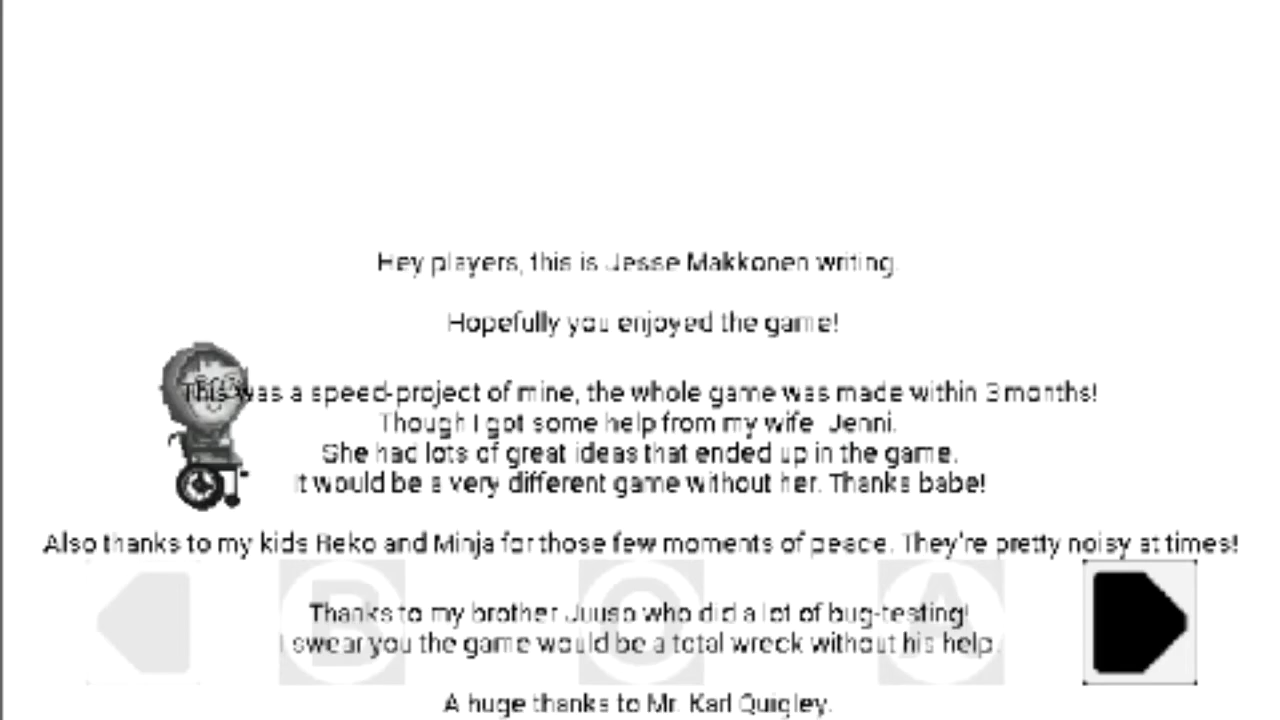 Hey players, this is Jesse Makkonen writing.
Hopefully you enjoyed the game!
This was a speed-project of mine, the whole game was made within 3 months!
Though I got some help from my wife Jenni.
She had lots of great ideas that ended up in the game.
It would be a very different game without her. Thanks babe!
Also thanks to my kids Reko and Minja for those few moments of peace. They're pretty noisy at times!
Thanks to my brother Juuso who did a lot of bug-testing!
I swear you the game would be a total wreck without his help.
B O A
A huge thanks to Mr. Karl Quigley.